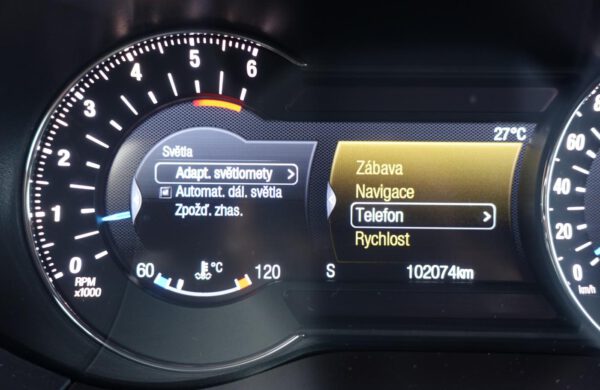 6
5
4
3
2
1
0
RPM
x1000
Světla
Adapt. světlomety
Automat. dál. světla
Zpožď. zhas.
60 °C 120
27°C
Zábava
Navigace
Telefon
Rychlost
S 102074km
80
60
40
20
0
km/h